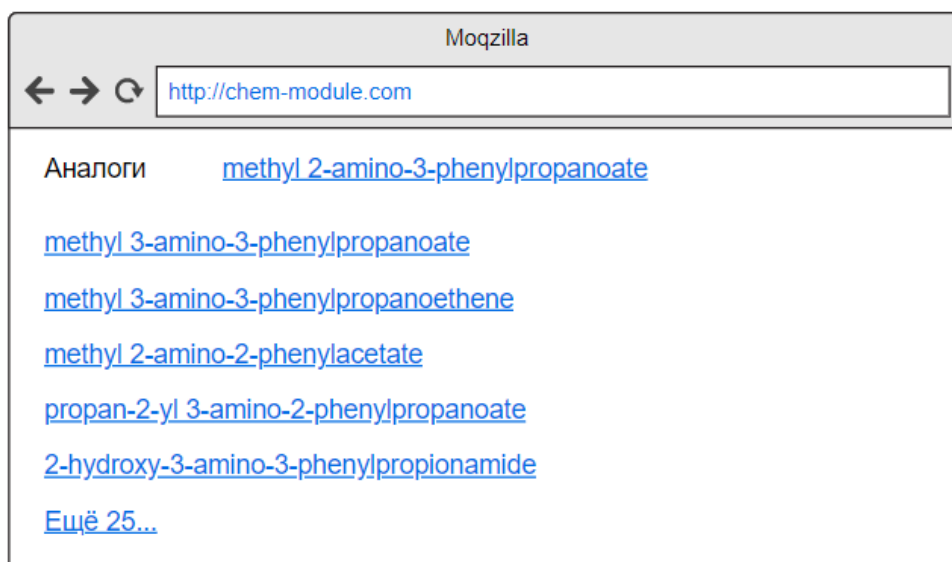 Moqzilla
http://chem-module.com
Аналоги methyl 2-amino-3-phenylpropanoate
methyl 3-amino-3-phenylpropanoate
methyl 3-amino-3-phenylpropanoethene
methyl 2-amino-2-phenylacetate
propan-2-yl 3-amino-2-phenylpropanoate
2-hydroxy-3-amino-3-phenylpropionamide
Ещё 25...